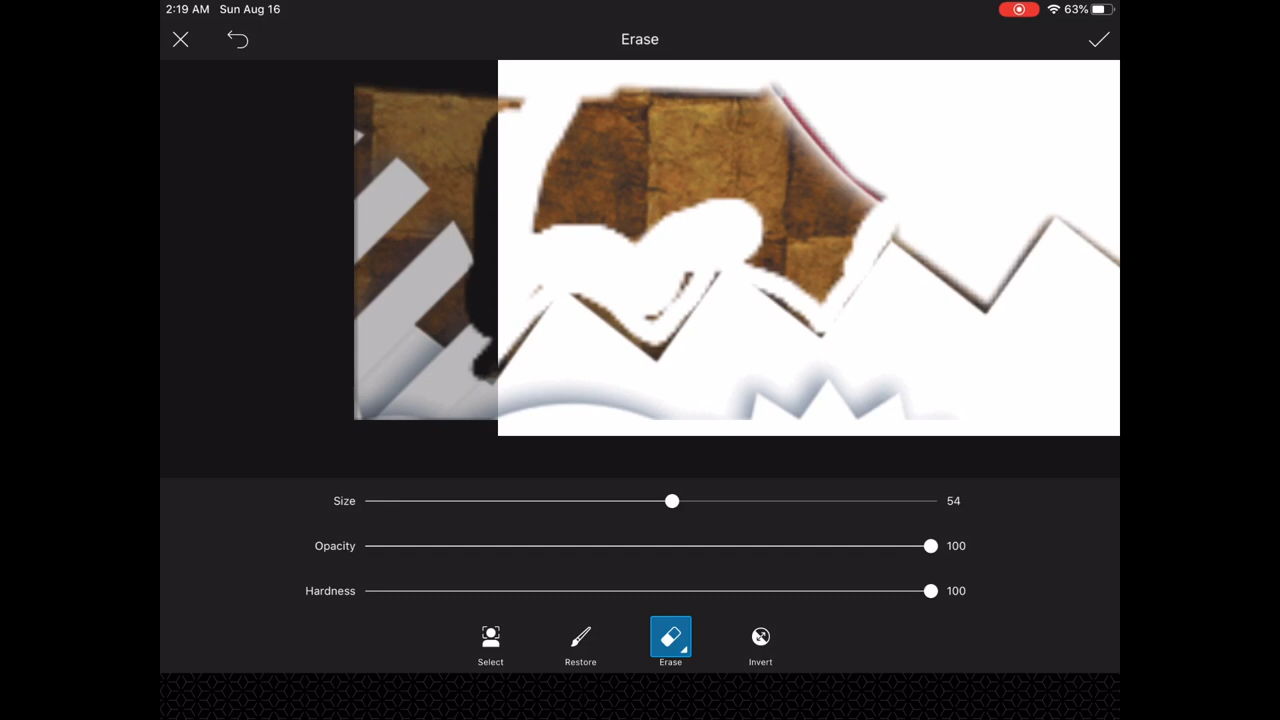 2:19 AM Sun Aug 16
63%
Erase
Size 54
Opacity 100
Hardness 100
Select Restore Erase Invert